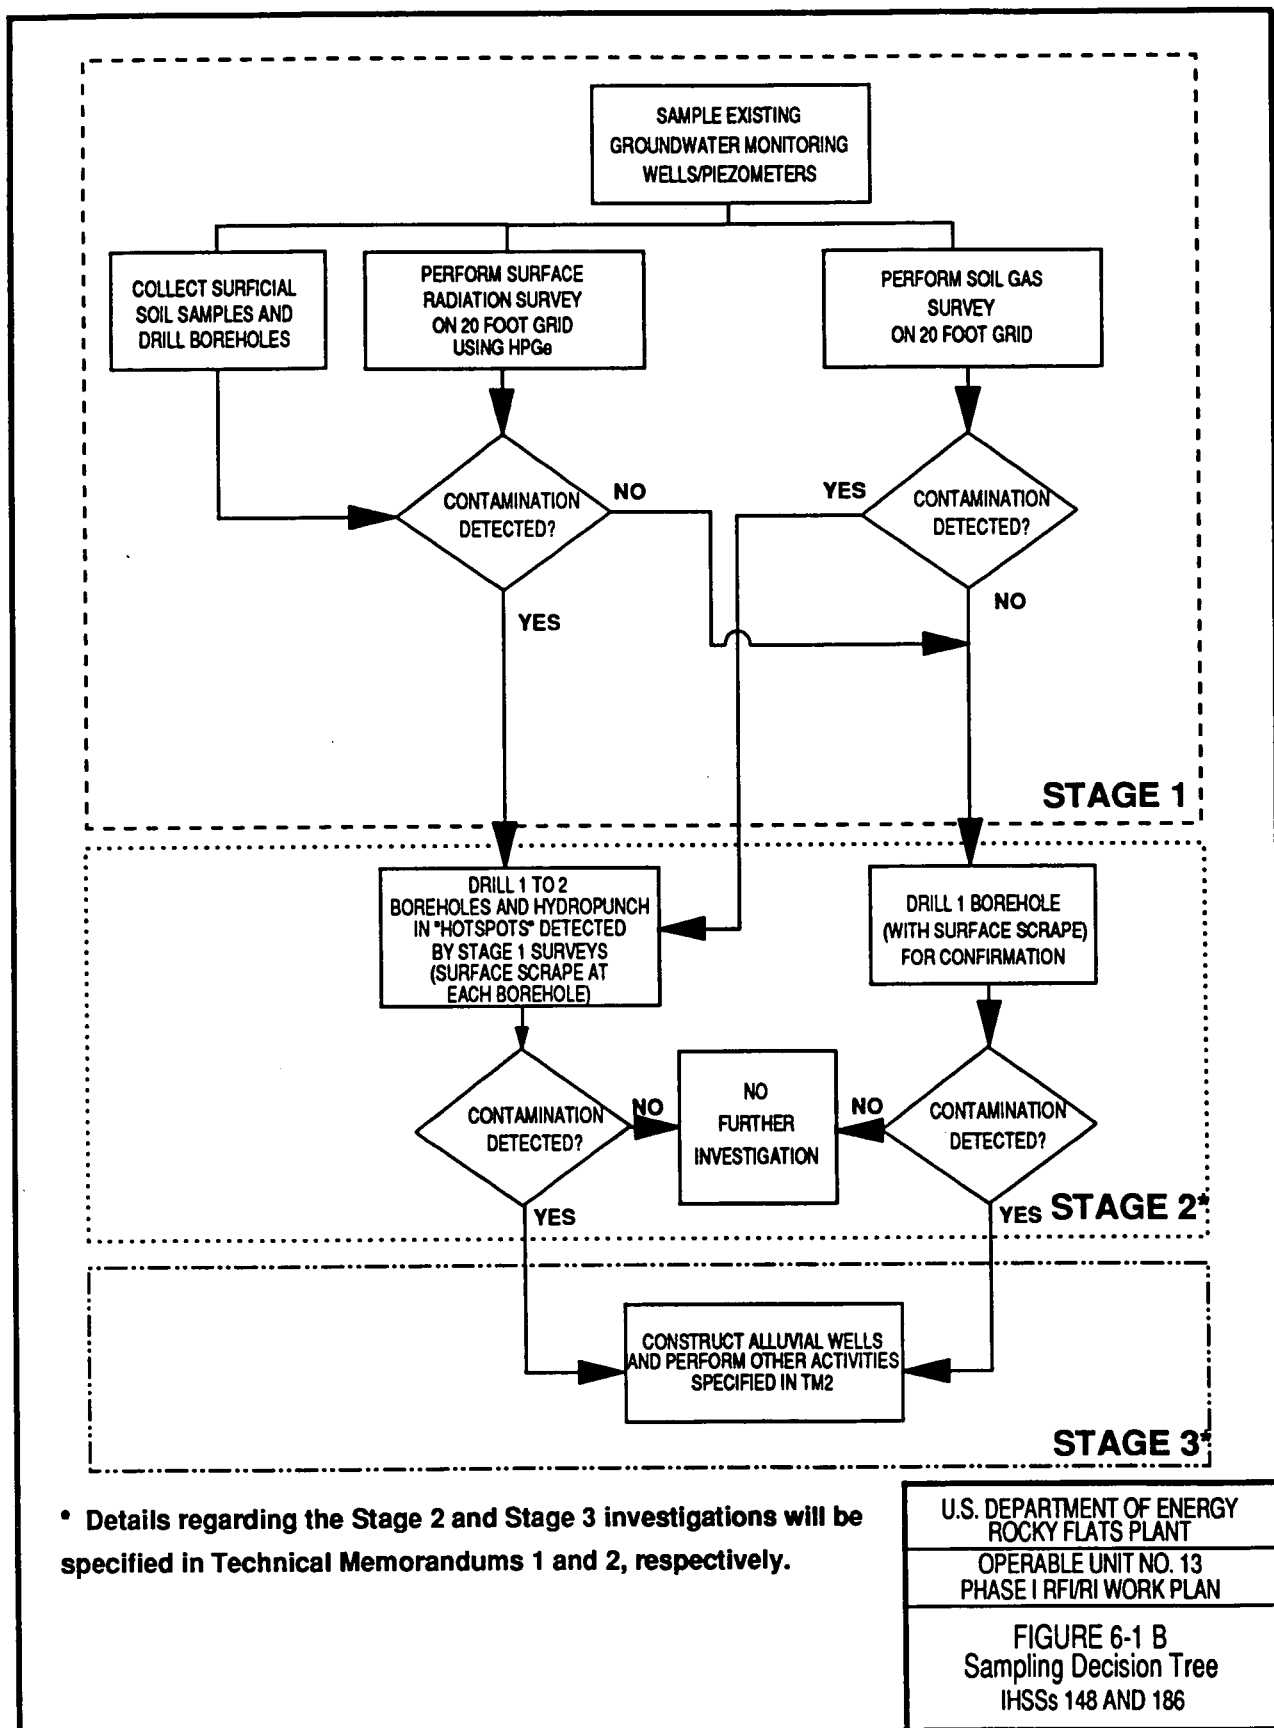 SAMPLE EXISTING
GROUNDWATER MONITORING
WELLS/PIEZOMETERS
COLLECT SURFICIAL
SOIL SAMPLES AND
DRILL BOREHOLES
PERFORM SURFACE
RADIATION SURVEY
ON 20 FOOT GRID
USING HPGe
PERFORM SOIL GAS
SURVEY
ON 20 FOOT GRID
CONTAMINATION
DETECTED?
NO
YES
YES
CONTAMINATION
DETECTED?
NO
STAGE 1
DRILL 1 TO 2
BOREHOLES AND HYDROPUNCH
IN "HOTSPOTS" DETECTED
BY STAGE 1 SURVEYS
(SURFACE SCRAPE AT
EACH BOREHOLE)
DRILL 1 BOREHOLE
(WITH SURFACE SCRAPE)
FOR CONFIRMATION
CONTAMINATION
DETECTED?
NO
YES
NO
FURTHER
INVESTIGATION
NO
CONTAMINATION
DETECTED?
YES
STAGE 2*
CONSTRUCT ALLUVIAL WELLS
AND PERFORM OTHER ACTIVITIES
SPECIFIED IN TM2
STAGE 3*
* Details regarding the Stage 2 and Stage 3 investigations will be
specified in Technical Memorandums 1 and 2, respectively.
U.S. DEPARTMENT OF ENERGY
ROCKY FLATS PLANT
OPERABLE UNIT NO. 13
PHASE I RFI/RI WORK PLAN
FIGURE 6-1 B
Sampling Decision Tree
IHSSs 148 AND 186